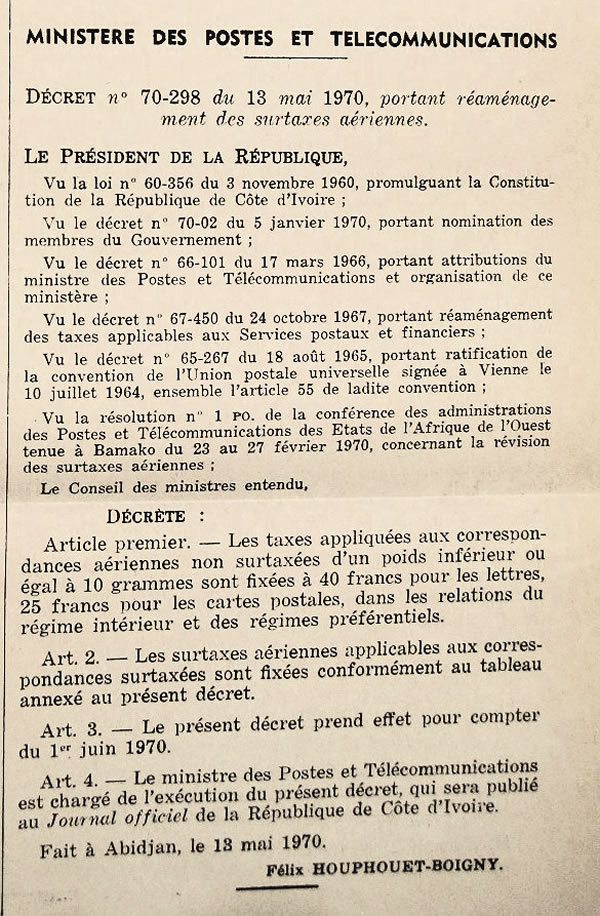 MINISTERE DES POSTES ET TELECOMMUNICATIONS
DÉCRET n° 70-298 du 13 mai 1970, portant réaménage-
ment des surtaxes aériennes.
LE PRÉSIDENT DE LA RÉPUBLIQUE,
Vu la loi n° 60-356 du 3 novembre 1960, promulguant la Constitu-
tion de la République de Côte d'Ivoire ;
Vu le décret n° 70-02 du 5 janvier 1970, portant nomination des
membres du Gouvernement ;
Vu le décret n° 66-101 du 17 mars 1966, portant attributions du
ministre des Postes et Télécommunications et organisation de ce
ministère ;
Vu le décret n° 67-450 du 24 octobre 1967, portant réaménagement
des taxes applicables aux Services postaux et financiers ;
Vu le décret n° 65-267 du 18 août 1965, portant ratification de
la convention de l'Union postale universelle signée à Vienne le
10 juillet 1964, ensemble l'article 55 de ladite convention ;
Vu la résolution n° 1 PO. de la conférence des administrations
des Postes et Télécommunications des Etats de l'Afrique de l'Ouest
tenue à Bamako du 23 au 27 février 1970, concernant la révision
des surtaxes aériennes ;
Le Conseil des ministres entendu,
DÉCRÈTE :
Article premier. — Les taxes appliquées aux correspon-
dances aériennes non surtaxées d'un poids inférieur ou
égal à 10 grammes sont fixées à 40 francs pour les lettres,
25 francs pour les cartes postales, dans les relations du
régime intérieur et des régimes préférentiels.
Art. 2. — Les surtaxes aériennes applicables aux corres-
pondances surtaxées sont fixées conformément au tableau
annexé au présent décret.
Art. 3. — Le présent décret prend effet pour compter
du 1er juin 1970.
Art. 4. — Le ministre des Postes et Télécommunications
est chargé de l'exécution du présent décret, qui sera publié
au Journal officiel de la République de Côte d'Ivoire.
Fait à Abidjan, le 13 mai 1970.
Félix HOUPHOUET-BOIGNY.